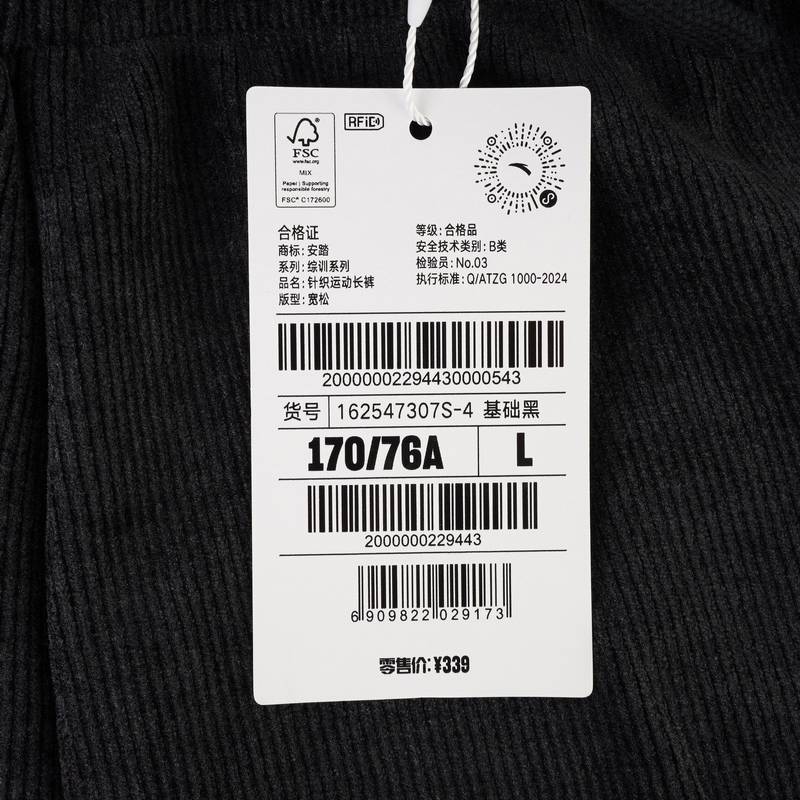 FSC
www.fsc.org
MIX
Paper | Supporting
responsible forestry
FSC® C172600
RFiD
合格证
商标: 安踏
系列: 综训系列
品名: 针织运动长裤
版型: 宽松
等级: 合格品
安全技术类别: B类
检验员: No.03
执行标准: Q/ATZG 1000-2024
20000002294430000543
货号 162547307S-4 基础黑
170/76A L
2000000229443
6 909822 029173
零售价: ¥339